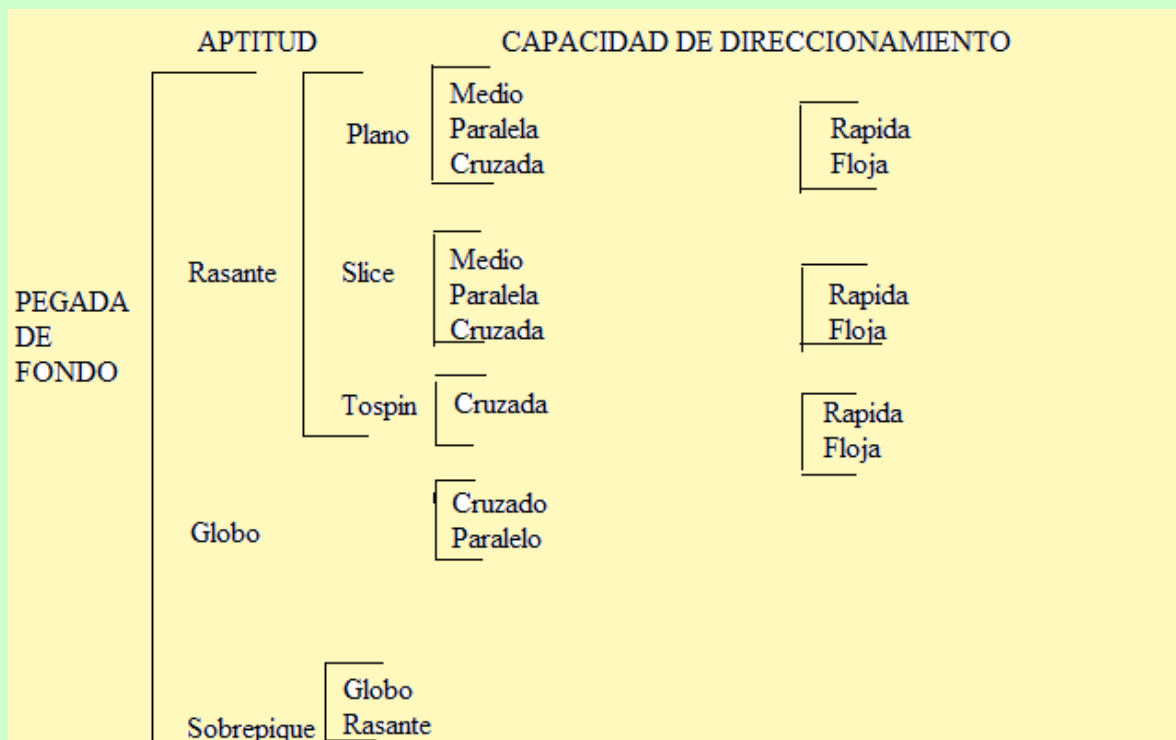 APTITUD CAPACIDAD DE DIRECCIONAMIENTO
PEGADA
DE
FONDO
Rasante
Plano
Medio
Paralela
Cruzada
Rapida
Floja
Slice
Medio
Paralela
Cruzada
Rapida
Floja
Tospin
Cruzada
Rapida
Floja
Globo
Cruzado
Paralelo
Sobrepique
Globo
Rasante